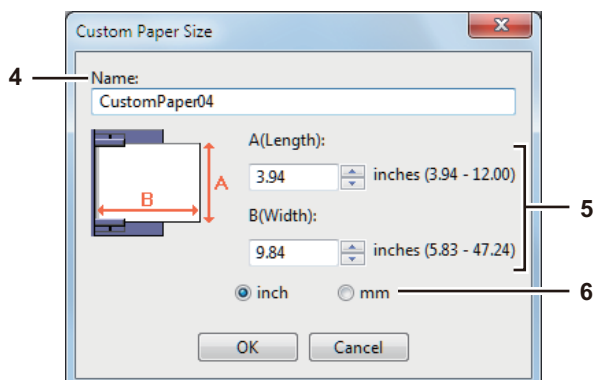 Custom Paper Size
4
Name:
CustomPaper04
A(Length):
3.94 inches (3.94 - 12.00)
A
B
B(Width):
5
9.84 inches (5.83 - 47.24)
inch mm 6
OK Cancel